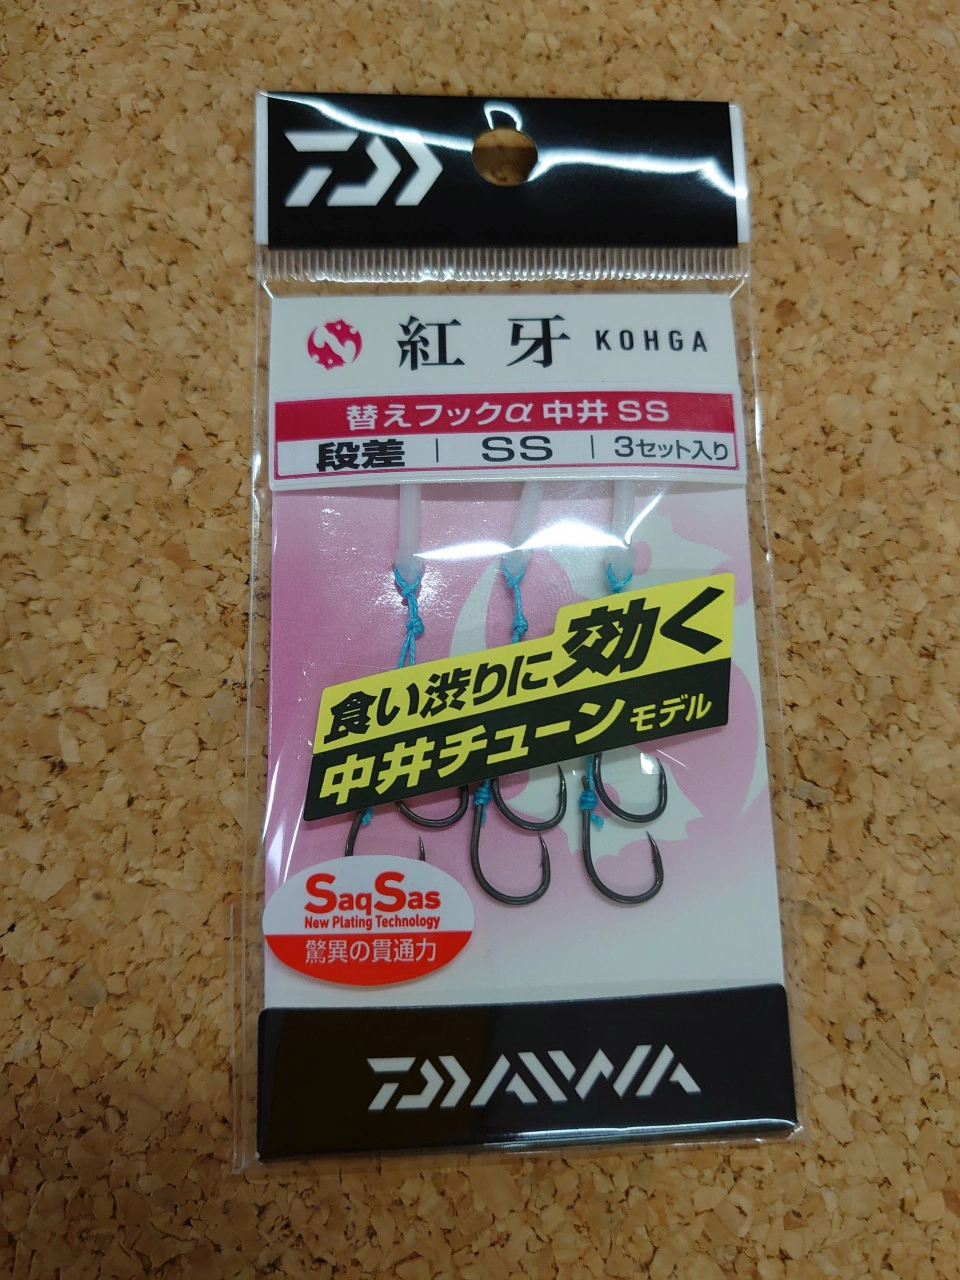 紅牙 KOHGA
替えフックα 中井 SS
段差 SS 3セット入り
食い渋りに効く
中井チューンモデル
SaqSas
New Plating Technology
驚異の貫通力
DAIWA